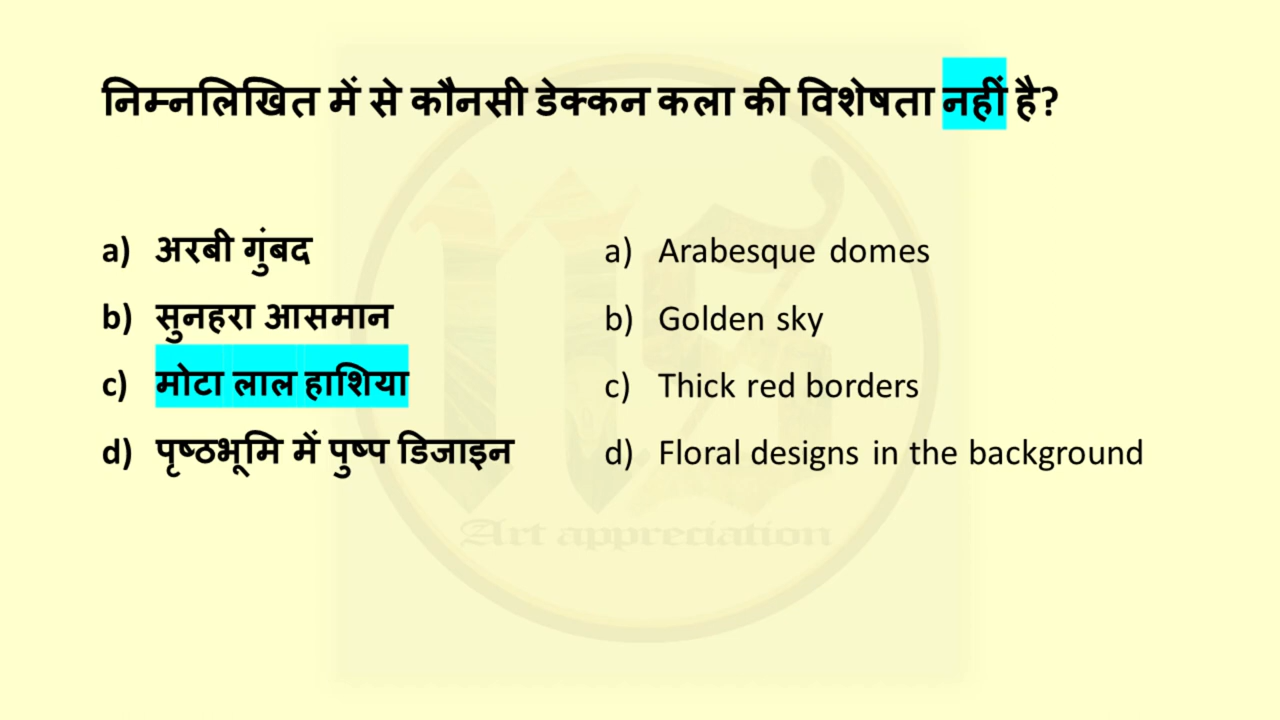 निम्नलिखित में से कौनसी डेक्कन कला की विशेषता नहीं है?
a) अरबी गुंबद
b) सुनहरा आसमान
c) मोटा लाल हाशिया
d) पृष्ठभूमि में पुष्प डिजाइन
a) Arabesque domes
b) Golden sky
c) Thick red borders
d) Floral designs in the background
nS
Art appreciation